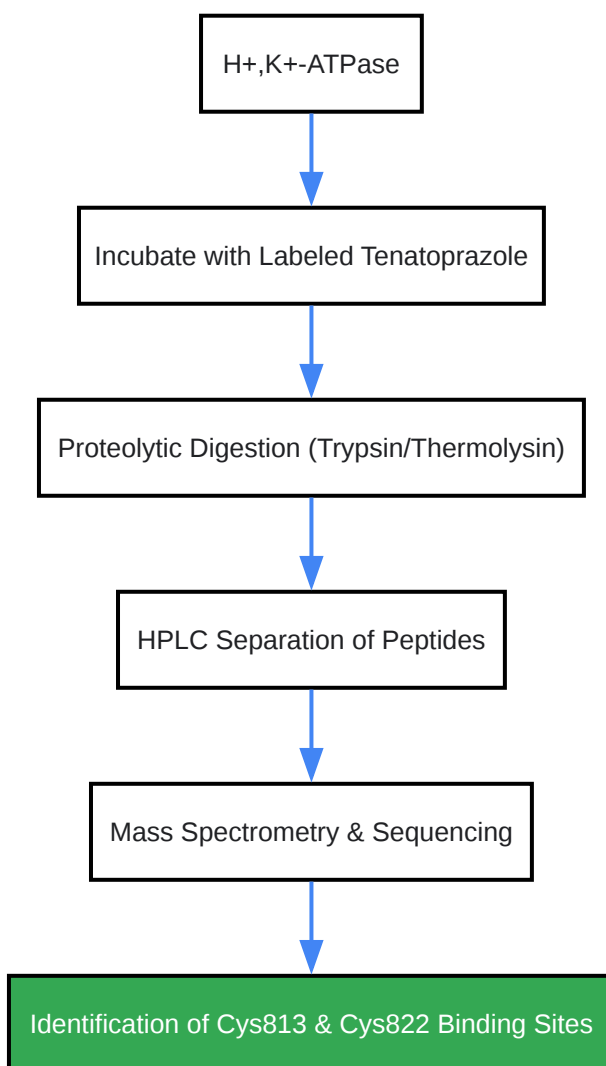 H+,K+-ATPase
Incubate with Labeled Tenatoprazole
Proteolytic Digestion (Trypsin/Thermolysin)
HPLC Separation of Peptides
Mass Spectrometry & Sequencing
Identification of Cys813 & Cys822 Binding Sites